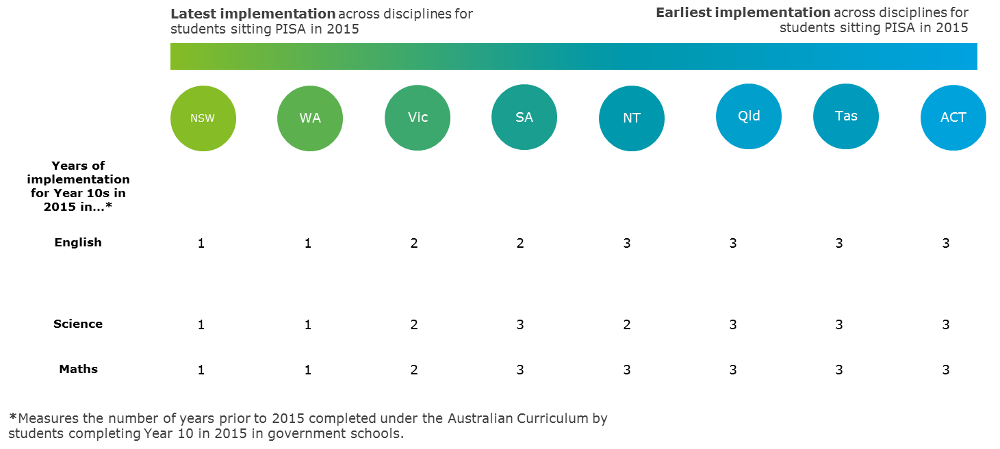 Latest implementation across disciplines for
students sitting PISA in 2015
Earliest implementation across disciplines for
students sitting PISA in 2015
NSW WA Vic SA NT Qld Tas ACT
Years of
implementation
for Year 10s in
2015 in...*
English 1 1 2 2 3 3 3 3
Science 1 1 2 3 2 3 3 3
Maths 1 1 2 3 3 3 3 3
*Measures the number of years prior to 2015 completed under the Australian Curriculum by
students completing Year 10 in 2015 in government schools.